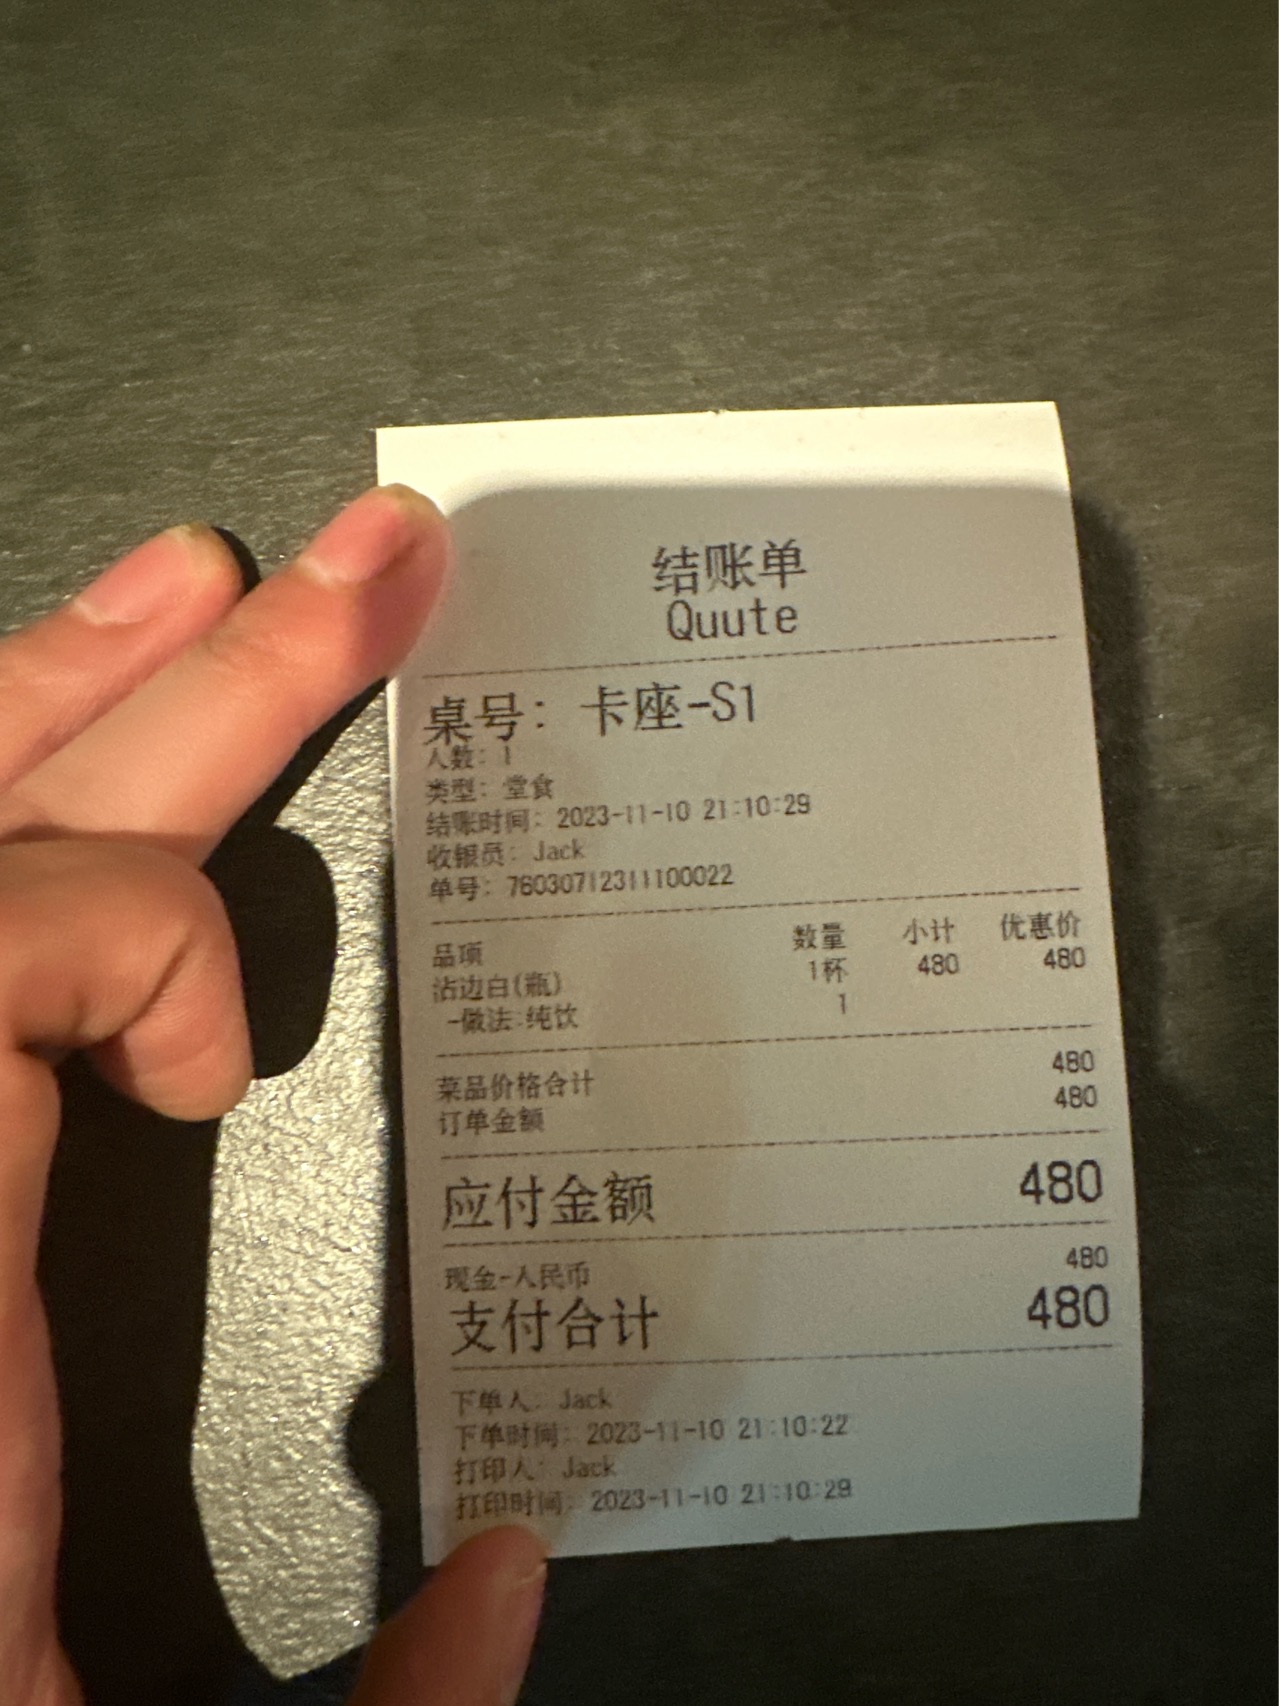 结账单
Quute
桌号：卡座-S1
人数：1
类型：堂食
结账时间：2023-11-10 21:10:29
收银员：Jack
单号：76030712311100022
品项 数量 小计 优惠价
沾边白(瓶) 1杯 480 480
-做法:纯饮 1
菜品价格合计 480
订单金额 480
应付金额 480
现金-人民币 480
支付合计 480
下单人：Jack
下单时间：2023-11-10 21:10:22
打印人：Jack
打印时间：2023-11-10 21:10:29